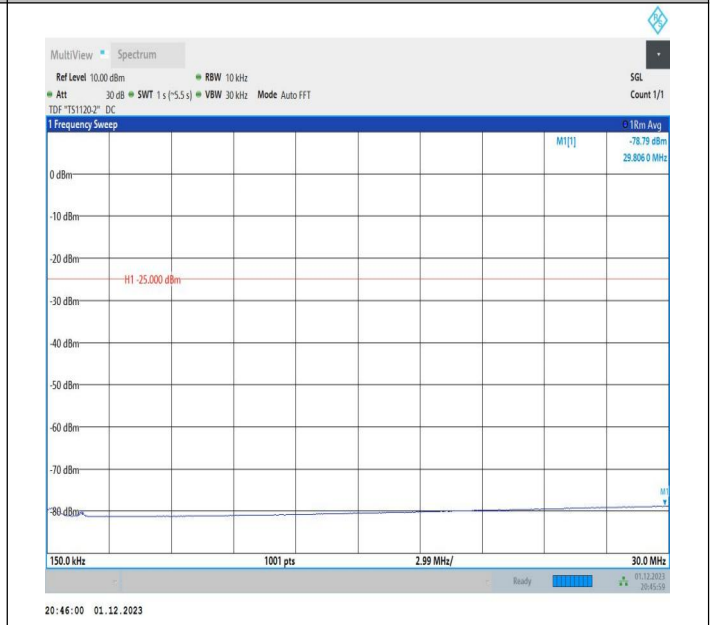 MultiView Spectrum
Ref Level 10.00 dBm RBW 10 kHz SGL
Att 30 dB SWT 1 s (~5.5 s) VBW 30 kHz Mode Auto FFT Count 1/1
TDF "TS1120-2" DC
1 Frequency Sweep 1Rm Avg
M1[1] -78.79 dBm
29.806 0 MHz
0 dBm
-10 dBm
-20 dBm
H1 -25.000 dBm
-30 dBm
-40 dBm
-50 dBm
-60 dBm
-70 dBm
M1
-80 dBm
150.0 kHz 1001 pts 2.99 MHz/ 30.0 MHz
Ready 01.12.2023
20:45:59
20:46:00 01.12.2023